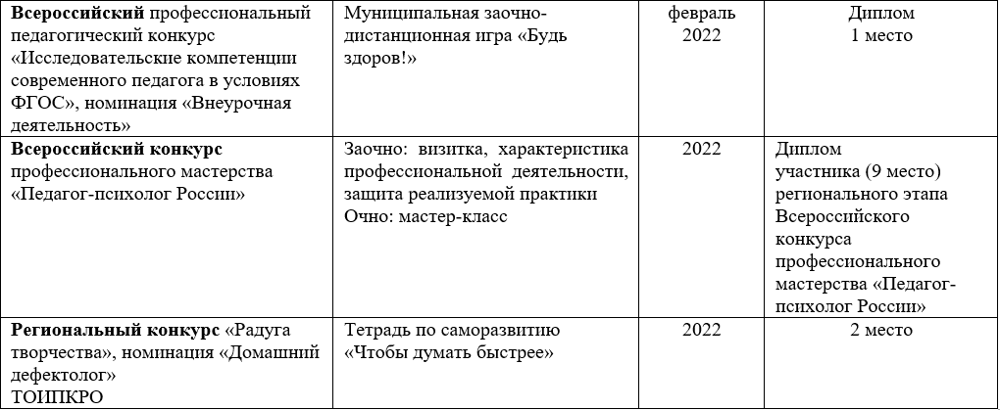 Всероссийский профессиональный
педагогический конкурс
«Исследовательские компетенции
современного педагога в условиях
ФГОС», номинация «Внеурочная
деятельность»
Муниципальная заочно-
дистанционная игра «Будь
здоров!»
февраль
2022
Диплом
1 место
Всероссийский конкурс
профессионального мастерства
«Педагог-психолог России»
Заочно: визитка, характеристика
профессиональной деятельности,
защита реализуемой практики
Очно: мастер-класс
2022
Диплом
участника (9 место)
регионального этапа
Всероссийского
конкурса
профессионального
мастерства «Педагог-
психолог России»
Региональный конкурс «Радуга
творчества», номинация «Домашний
дефектолог»
ТОИПКРО
Тетрадь по саморазвитию
«Чтобы думать быстрее»
2022
2 место